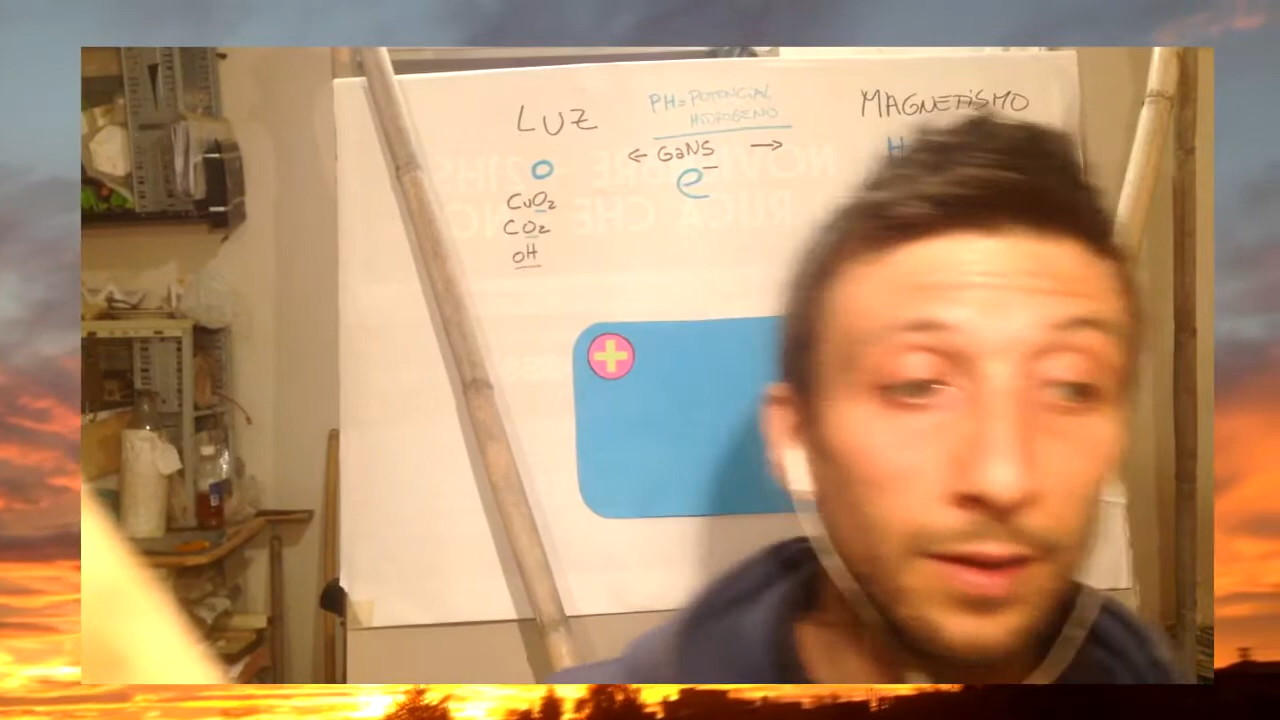 LUZ
O
CuO₂
CO₂
OH
PH=POTENCIAL
HIDROGENO
← GaNS →
e⁻
MAGNETISMO
H
+